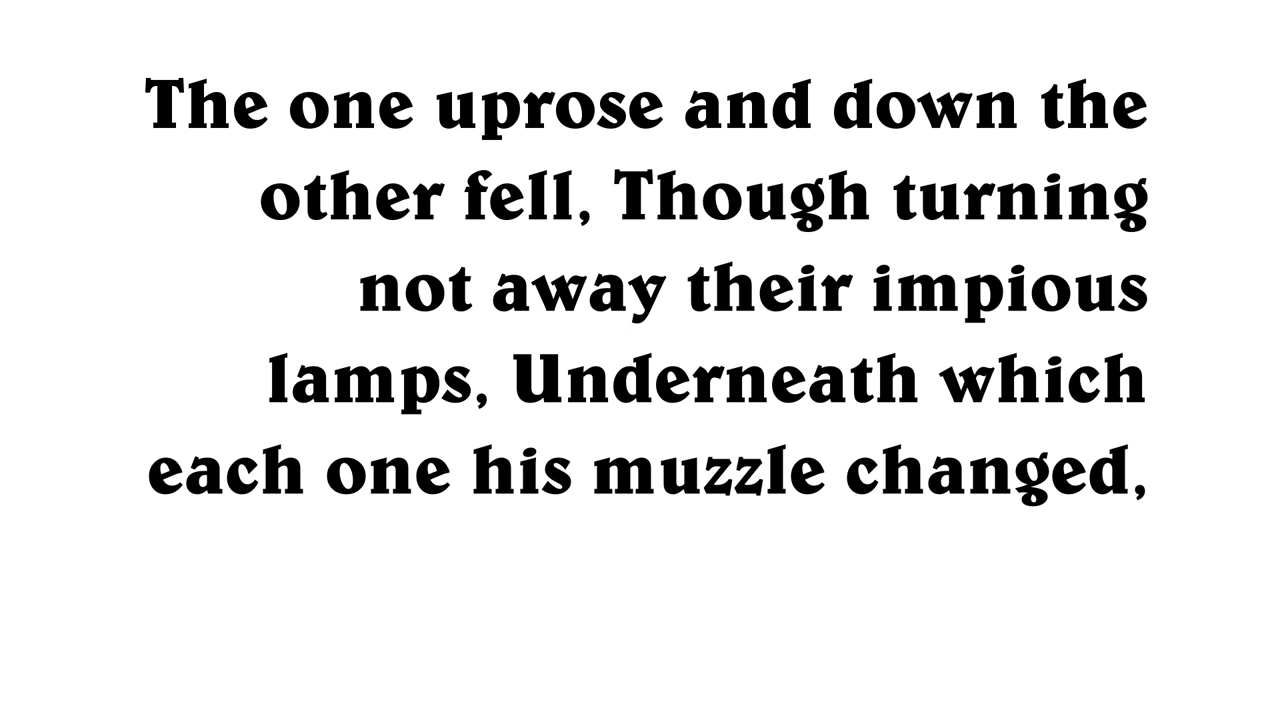 The one uprose and down the
other fell, Though turning
not away their impious
lamps, Underneath which
each one his muzzle changed,